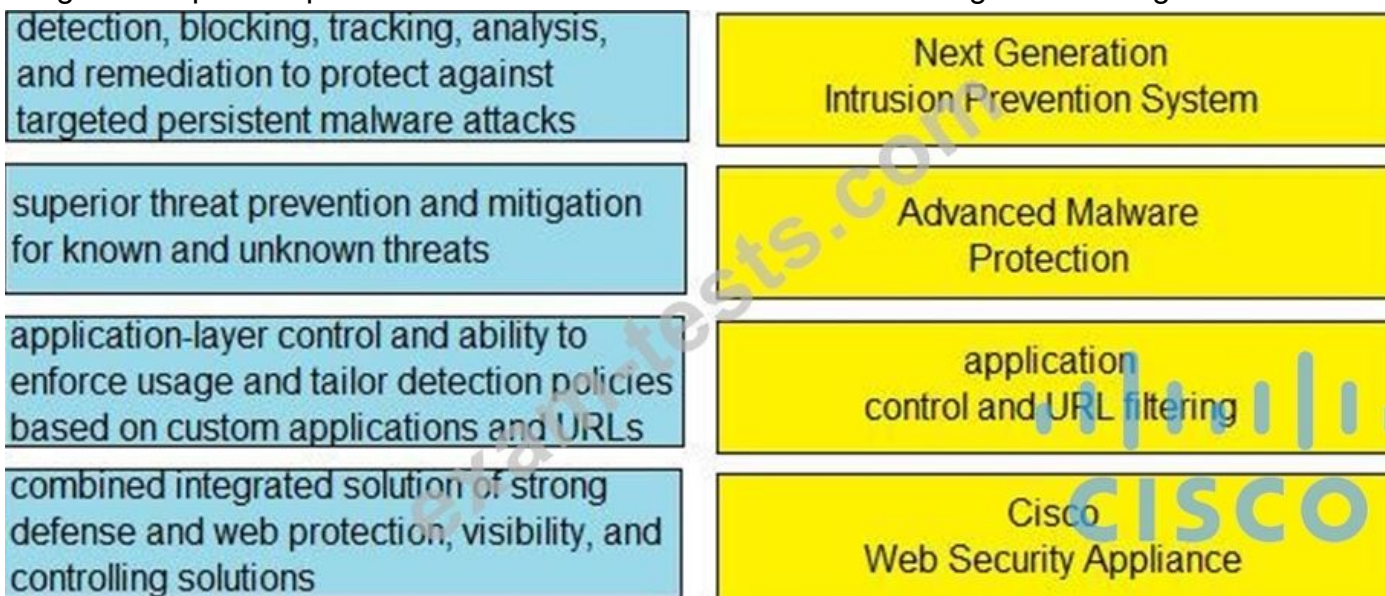 detection, blocking, tracking, analysis,
and remediation to protect against
targeted persistent malware attacks
Next Generation
Intrusion Prevention System
superior threat prevention and mitigation
for known and unknown threats
Advanced Malware
Protection
application-layer control and ability to
enforce usage and tailor detection policies
based on custom applications and URLs
application
control and URL filtering
combined integrated solution of strong
defense and web protection, visibility, and
controlling solutions
Cisco
Web Security Appliance
exam-tests.com
CISCO